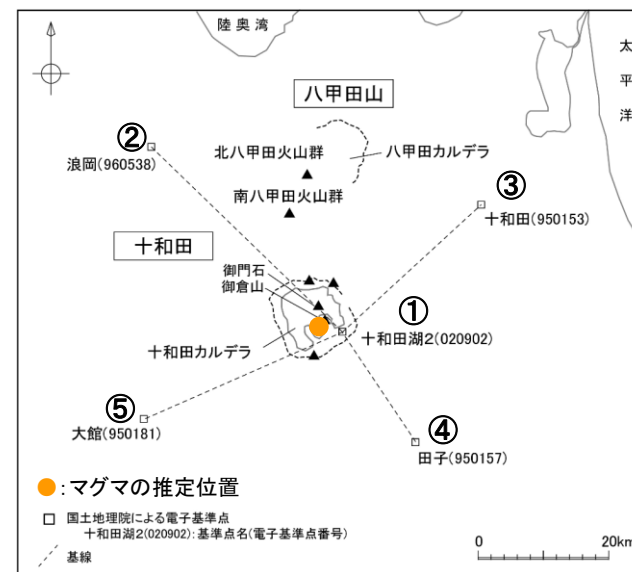 陸奥湾
太
平
洋
八甲田山
②
浪岡(960538)
北八甲田火山群
八甲田カルデラ
南八甲田火山群
③
十和田(950153)
十和田
御門石
御倉山
①
十和田湖2(020902)
十和田カルデラ
⑤
大館(950181)
④
田子(950157)
:マグマの推定位置
国土地理院による電子基準点
十和田湖2(020902):基準点名(電子基準点番号)
基線
0 20km